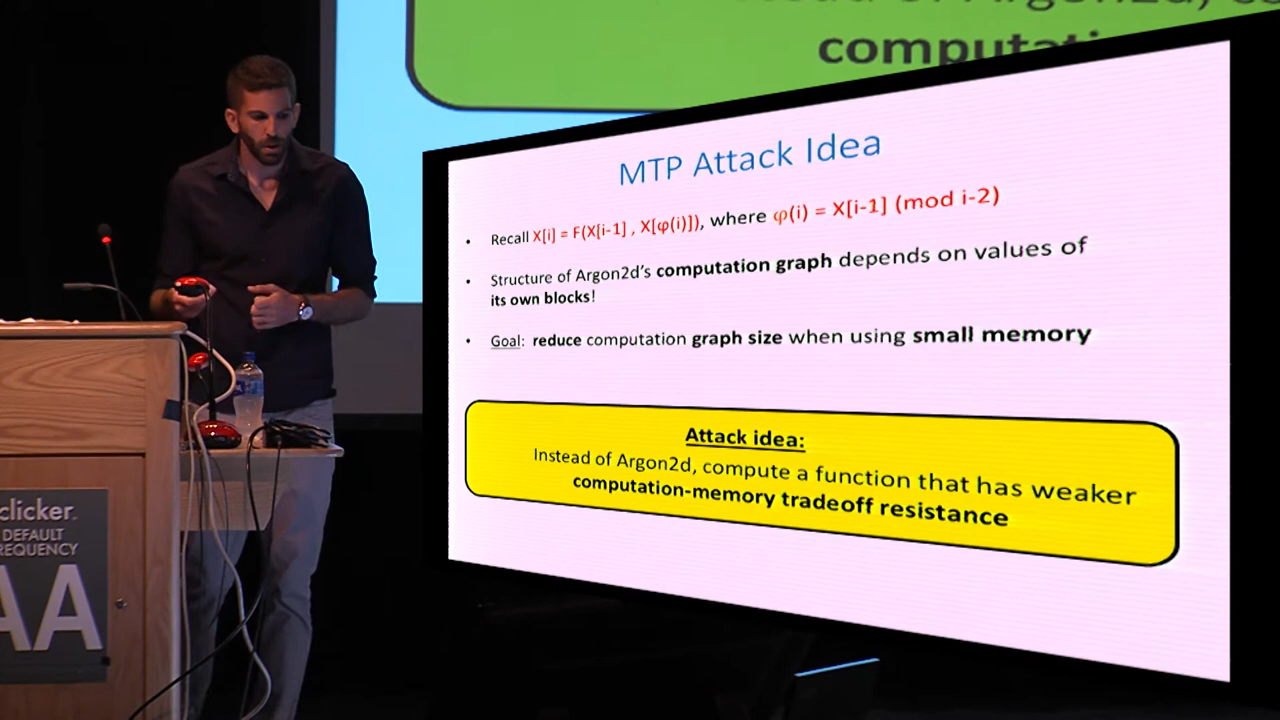 computati
MTP Attack Idea
• Recall X[i] = F(X[i-1] , X[φ(i)]), where φ(i) = X[i-1] (mod i-2)
• Structure of Argon2d's computation graph depends on values of
its own blocks!
• Goal: reduce computation graph size when using small memory
Attack idea:
Instead of Argon2d, compute a function that has weaker
computation-memory tradeoff resistance
clicker.
DEFAULT
REQUENCY
AA